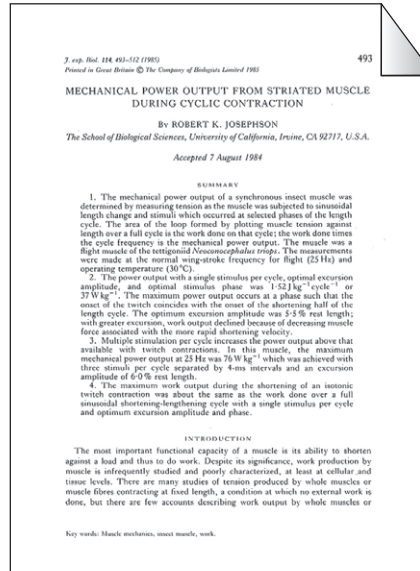 J. exp. Biol. 114, 493-512 (1985)
493
Printed in Great Britain © The Company of Biologists Limited 1985
MECHANICAL POWER OUTPUT FROM STRIATED MUSCLE
DURING CYCLIC CONTRACTION
By ROBERT K. JOSEPHSON
The School of Biological Sciences, University of California, Irvine, CA 92717, U.S.A.
Accepted 7 August 1984
SUMMARY
1. The mechanical power output of a synchronous insect muscle was
determined by measuring tension as the muscle was subjected to sinusoidal
length change and stimuli which occurred at selected phases of the length
cycle. The area of the loop formed by plotting muscle tension against
length over a full cycle is the work done on that cycle; the work done times
the cycle frequency is the mechanical power output. The muscle was a
flight muscle of the tettigoniid Neoconocephalus triops. The measurements
were made at the normal wing-stroke frequency for flight (25 Hz) and
operating temperature (30°C).
2. The power output with a single stimulus per cycle, optimal excursion
amplitude, and optimal stimulus phase was 1·52 J kg⁻¹ cycle⁻¹ or
37 W kg⁻¹. The maximum power output occurs at a phase such that the
onset of the twitch coincides with the onset of the shortening half of the
length cycle. The optimum excursion amplitude was 5·5 % rest length;
with greater excursion, work output declined because of decreasing muscle
force associated with the more rapid shortening velocity.
3. Multiple stimulation per cycle increases the power output above that
available with twitch contractions. In this muscle, the maximum
mechanical power output at 25 Hz was 76 W kg⁻¹ which was achieved with
three stimuli per cycle separated by 4-ms intervals and an excursion
amplitude of 6·0 % rest length.
4. The maximum work output during the shortening of an isotonic
twitch contraction was about the same as the work done over a full
sinusoidal shortening-lengthening cycle with a single stimulus per cycle
and optimum excursion amplitude and phase.
INTRODUCTION
The most important functional capacity of a muscle is its ability to shorten
against a load and thus to do work. Despite its significance, work production by
muscle is infrequently studied and poorly characterized, at least at cellular and
tissue levels. There are many studies of tension produced by whole muscles or
muscle fibres contracting at fixed length, a condition at which no external work is
done, but there are few accounts describing work output by whole muscles or
Key words: Muscle mechanics, insect muscle, work.